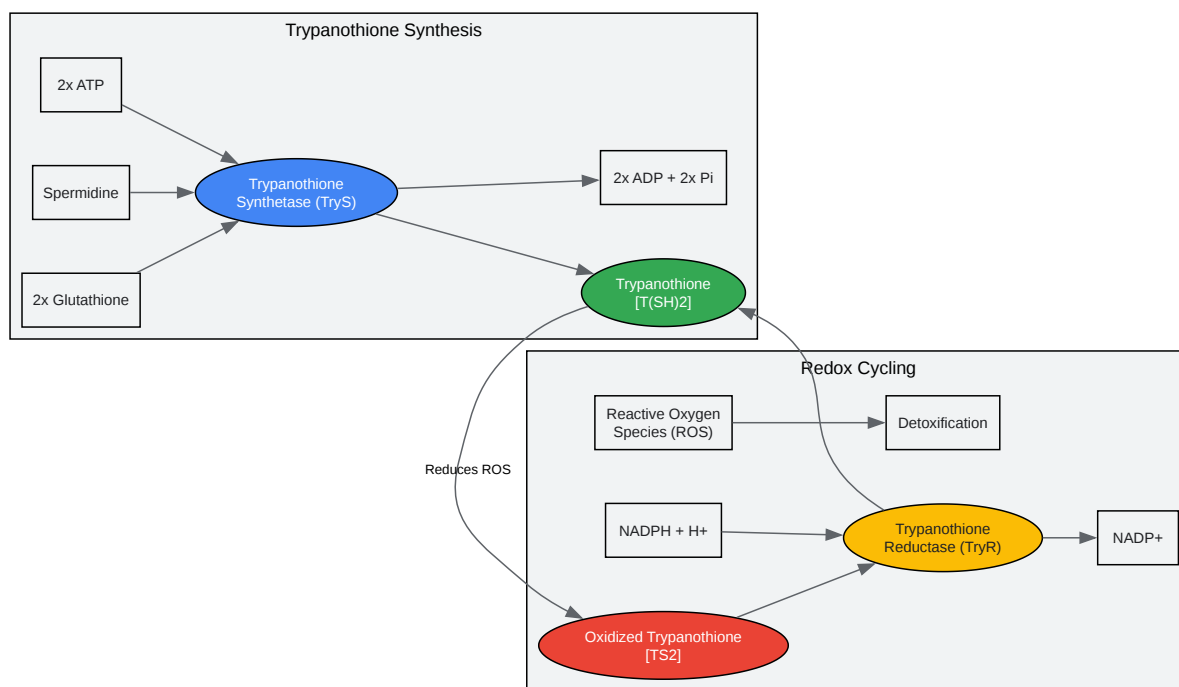 Trypanothione Synthesis
2x ATP
Spermidine
2x Glutathione
Trypanothione
Synthetase (TryS)
2x ADP + 2x Pi
Trypanothione
[T(SH)2]
Redox Cycling
Reactive Oxygen
Species (ROS)
Detoxification
Reduces ROS
NADPH + H+
Trypanothione
Reductase (TryR)
NADP+
Oxidized Trypanothione
[TS2]